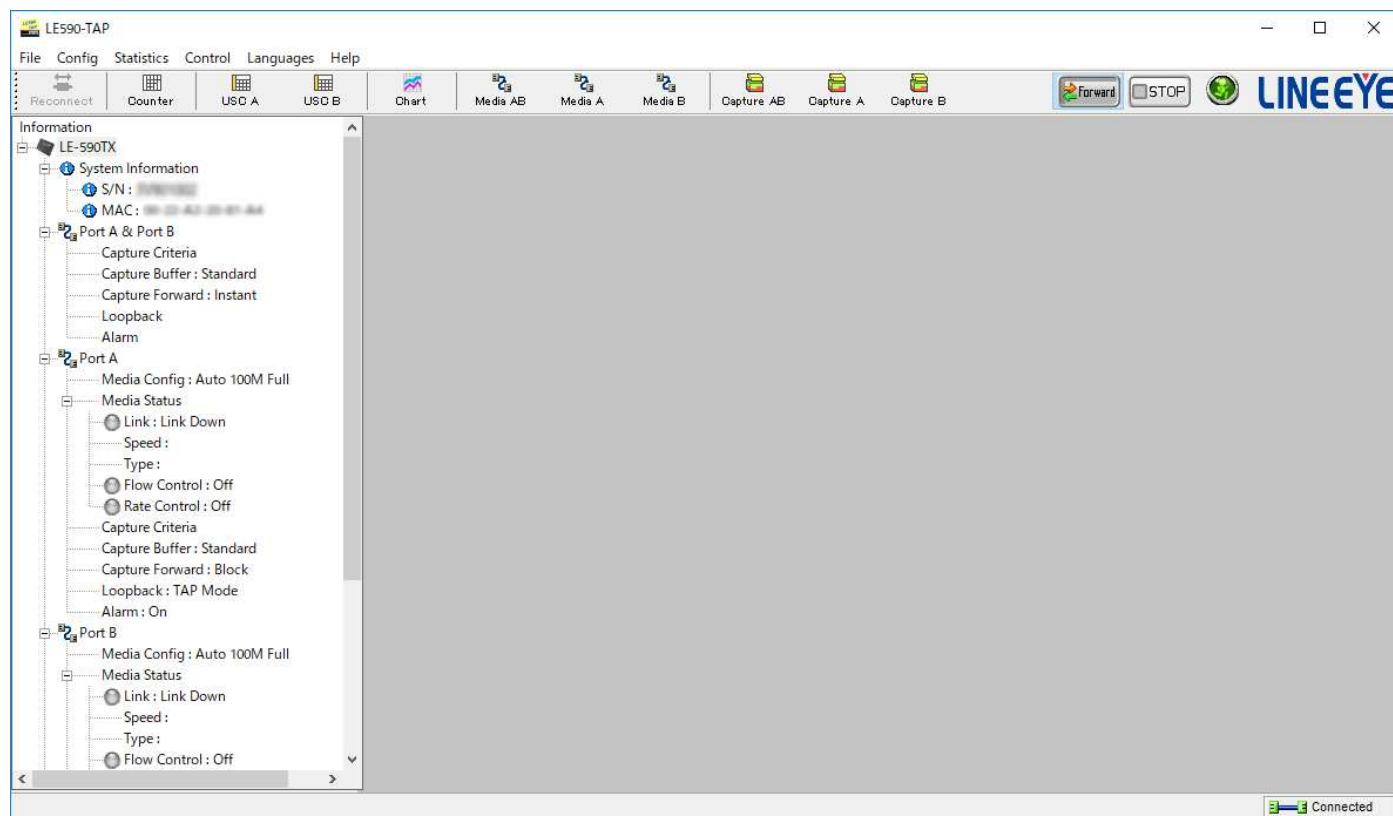 LE590-TAP
File Config Statistics Control Languages Help
Reconnect Counter USC A USC B Chart Media AB Media A Media B Capture AB Capture A Capture B Forward STOP LINEEYE
Information
LE-590TX
System Information
S/N :
MAC :
Port A & Port B
Capture Criteria
Capture Buffer : Standard
Capture Forward : Instant
Loopback
Alarm
Port A
Media Config : Auto 100M Full
Media Status
Link : Link Down
Speed :
Type :
Flow Control : Off
Rate Control : Off
Capture Criteria
Capture Buffer : Standard
Capture Forward : Block
Loopback : TAP Mode
Alarm : On
Port B
Media Config : Auto 100M Full
Media Status
Link : Link Down
Speed :
Type :
Flow Control : Off
Connected